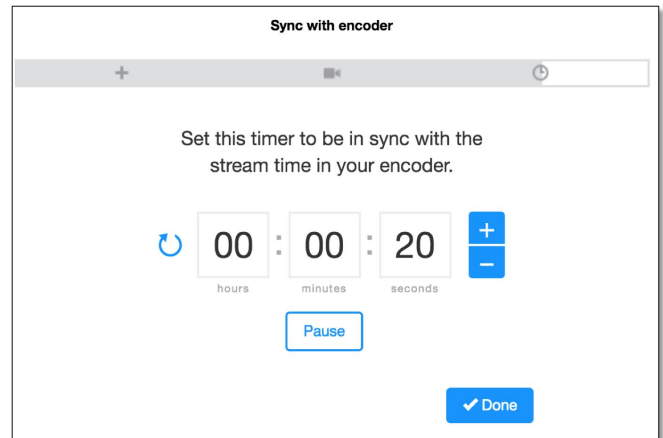 Sync with encoder
Set this timer to be in sync with the
stream time in your encoder.
00 : 00 : 20
hours minutes seconds
Pause
Done